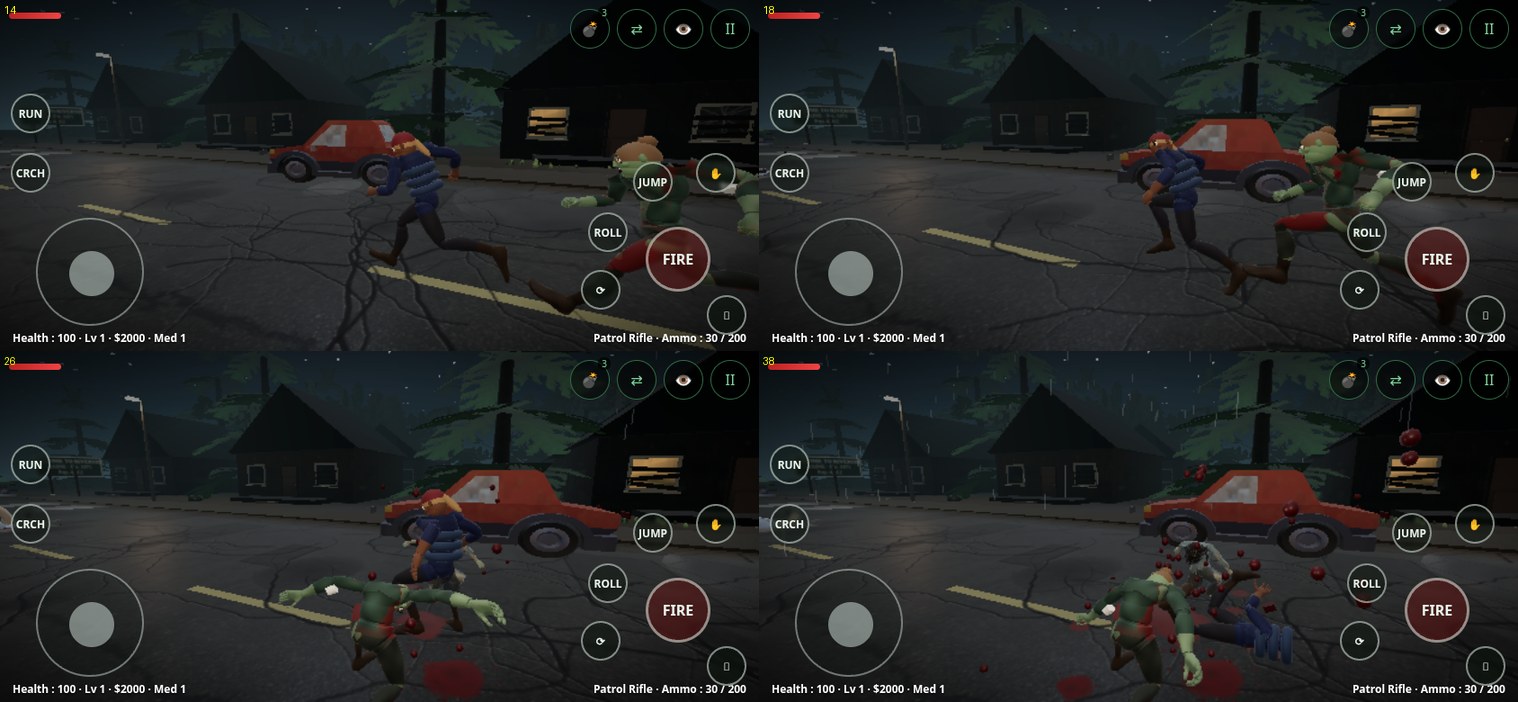 14
3
II
RUN
CRCH
JUMP
ROLL
FIRE
Health : 100 · Lv 1 · $2000 · Med 1
Patrol Rifle · Ammo : 30 / 200
18
3
II
RUN
CRCH
JUMP
ROLL
FIRE
Health : 100 · Lv 1 · $2000 · Med 1
Patrol Rifle · Ammo : 30 / 200
26
3
II
RUN
CRCH
JUMP
ROLL
FIRE
Health : 100 · Lv 1 · $2000 · Med 1
Patrol Rifle · Ammo : 30 / 200
38
3
II
RUN
CRCH
JUMP
ROLL
FIRE
Health : 100 · Lv 1 · $2000 · Med 1
Patrol Rifle · Ammo : 30 / 200